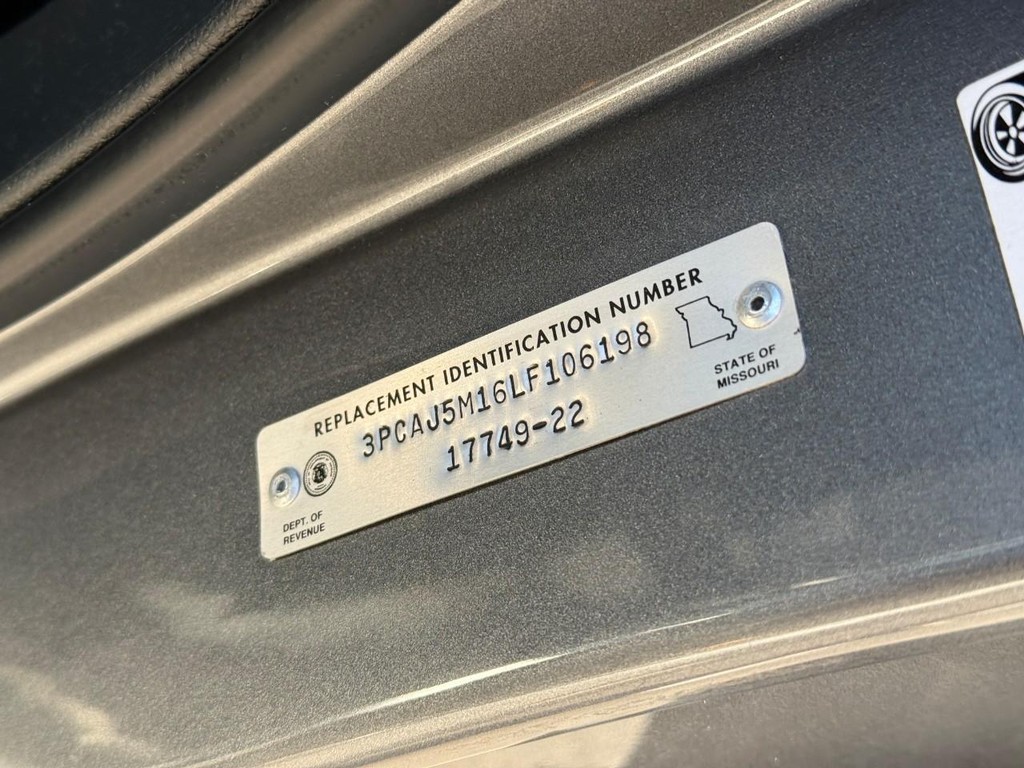 REPLACEMENT IDENTIFICATION NUMBER
3PCAJ5M16LF106198
17749-22
STATE OF
MISSOURI
DEPT. OF
REVENUE